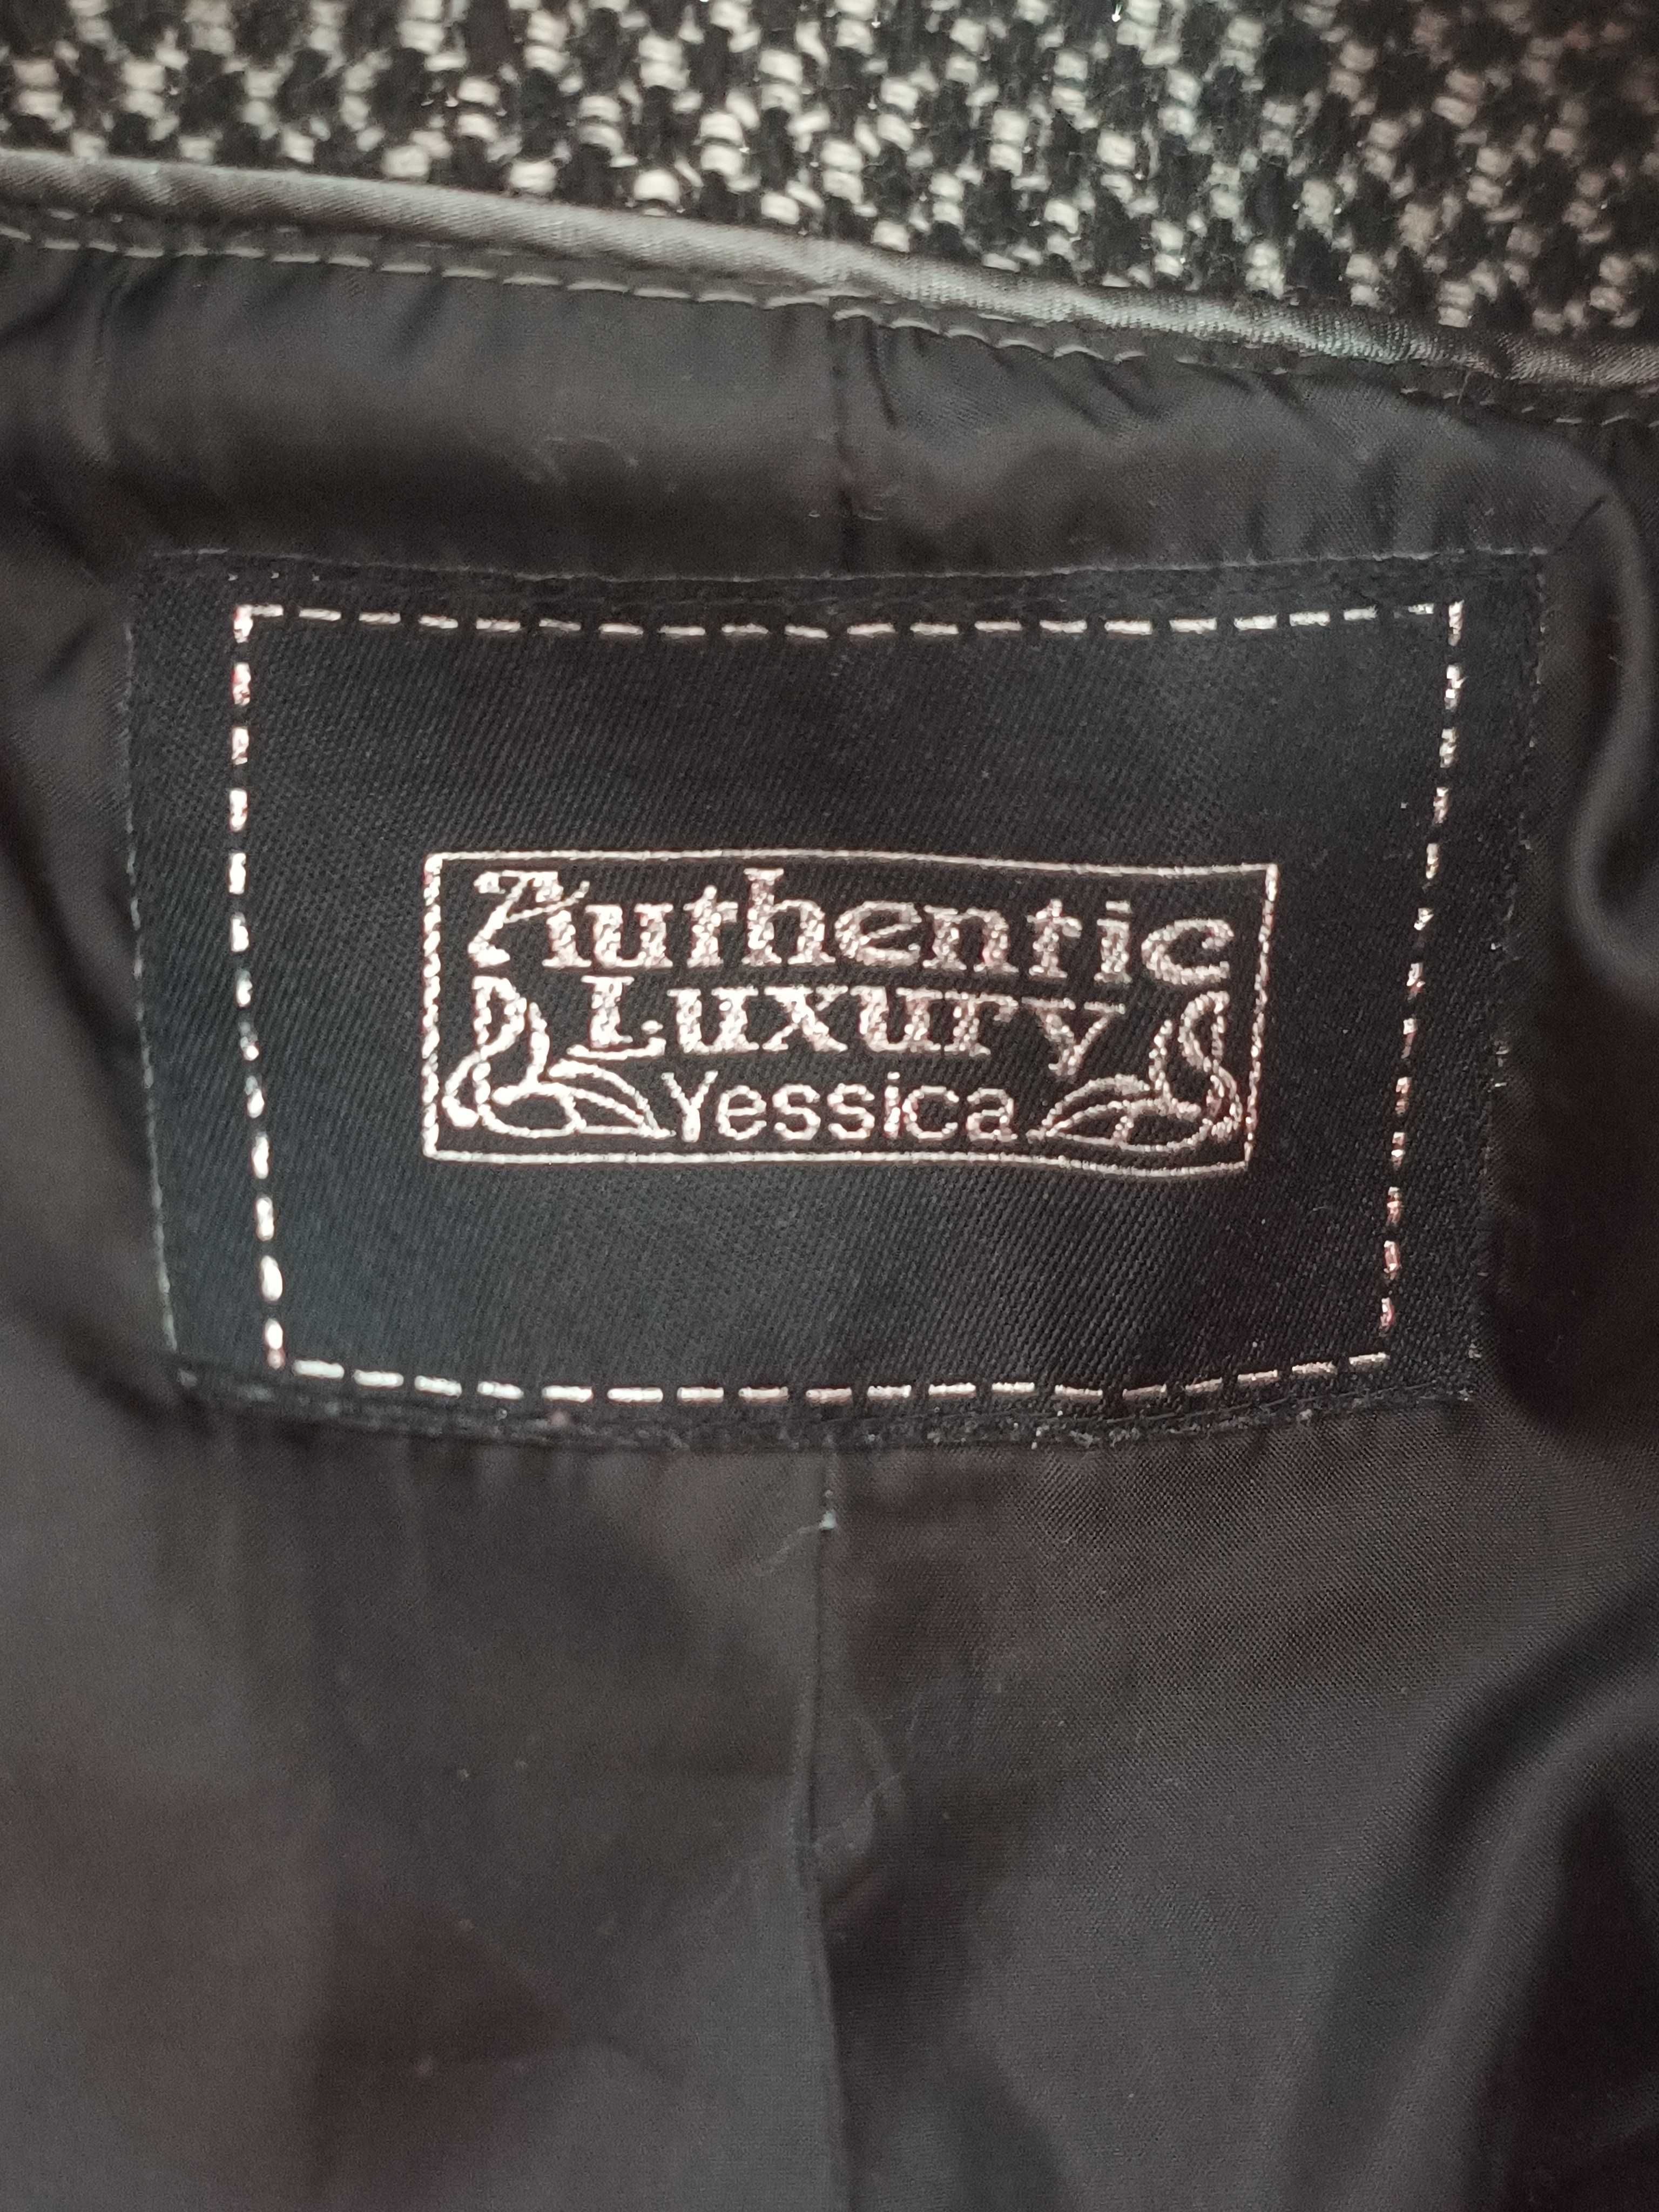 Authentic
Luxury
Yessica